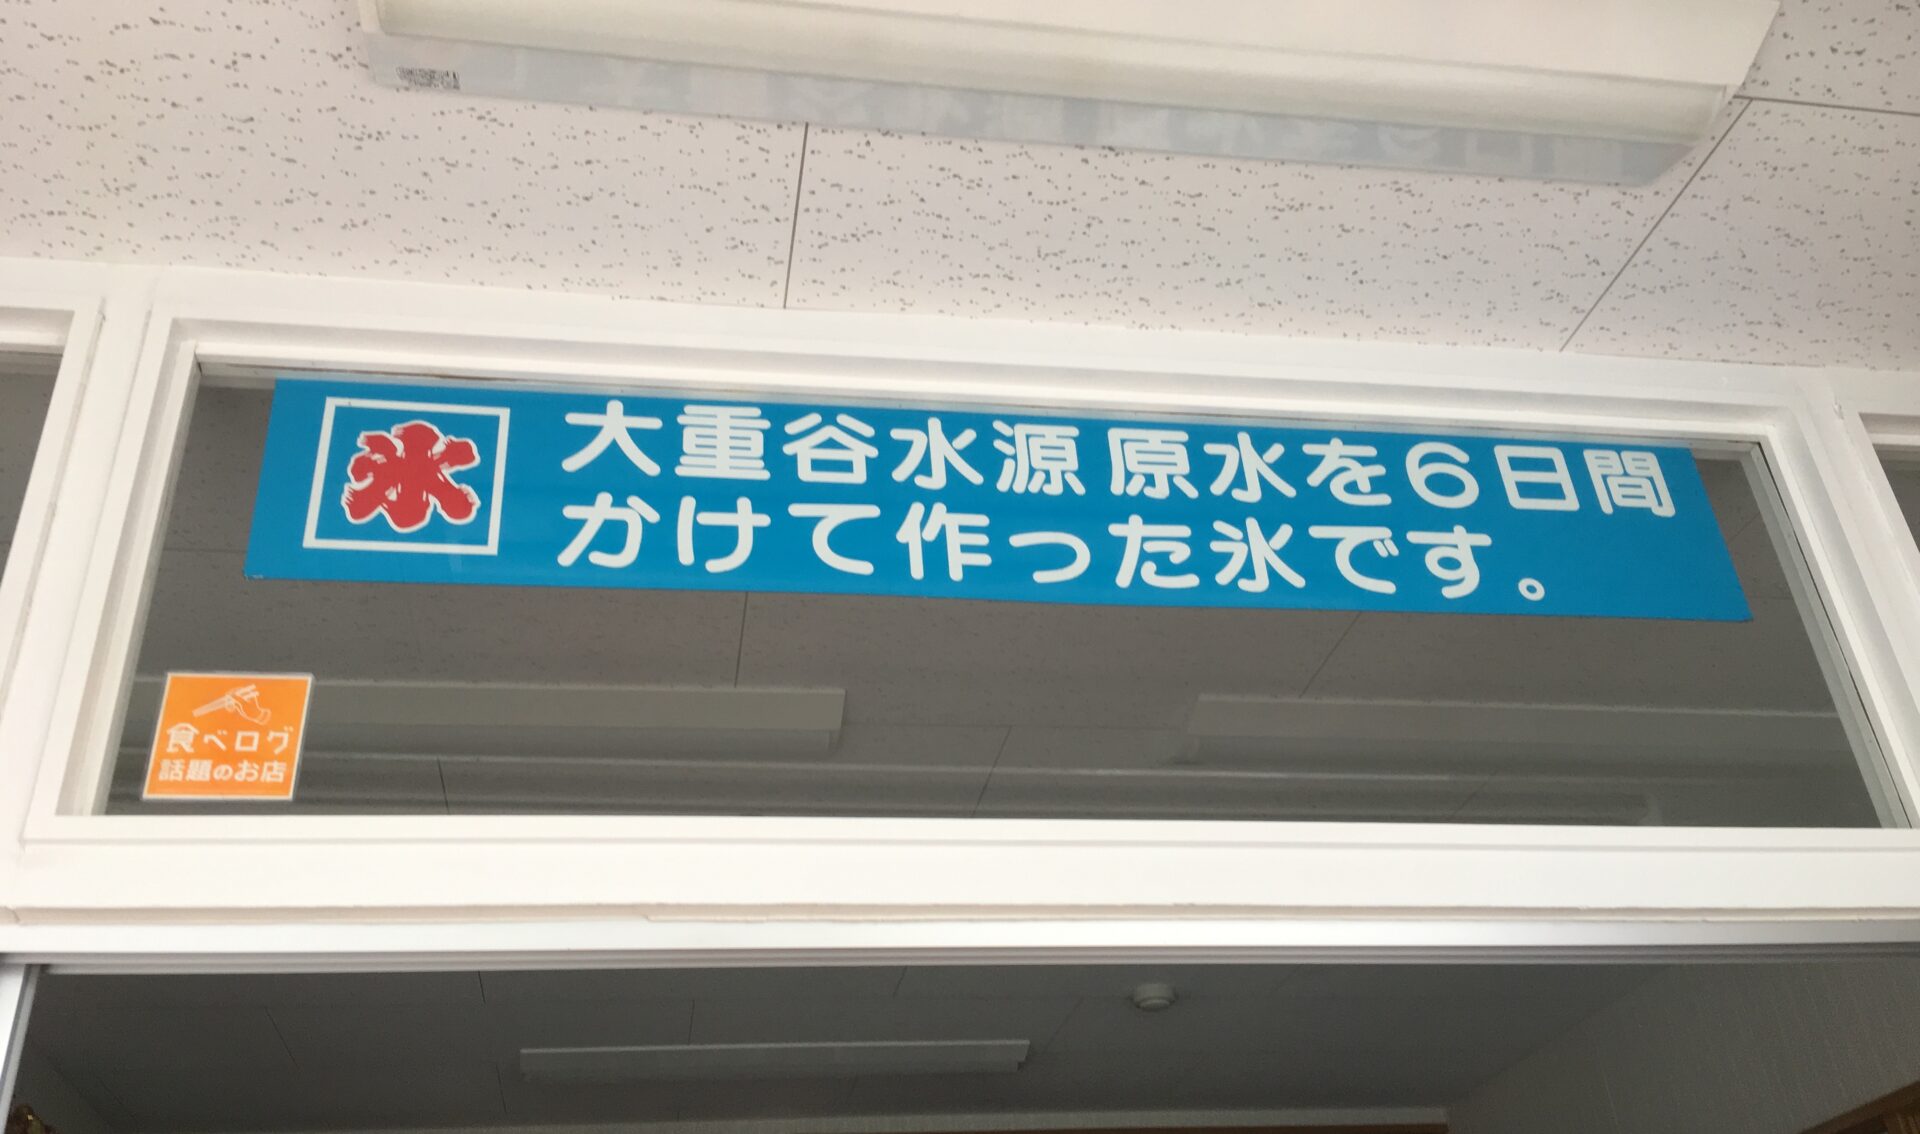 氷
大重谷水源 原水を6日間
かけて作った氷です。
食べログ
話題のお店